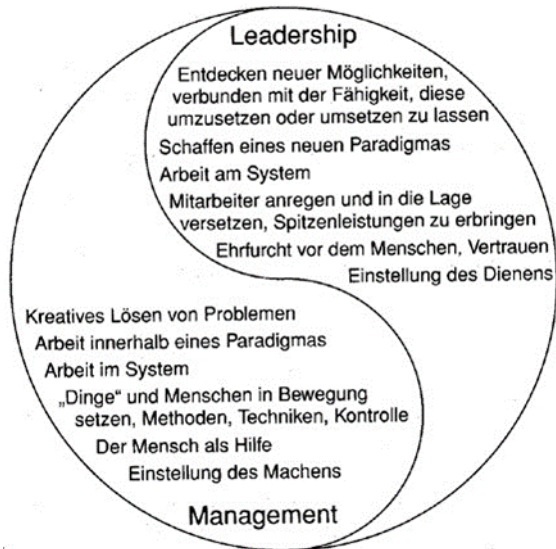 Leadership
Entdecken neuer Möglichkeiten,
verbunden mit der Fähigkeit, diese
umzusetzen oder umsetzen zu lassen
Schaffen eines neuen Paradigmas
Arbeit am System
Mitarbeiter anregen und in die Lage
versetzen, Spitzenleistungen zu erbringen
Ehrfurcht vor dem Menschen, Vertrauen
Einstellung des Dienens
Kreatives Lösen von Problemen
Arbeit innerhalb eines Paradigmas
Arbeit im System
„Dinge“ und Menschen in Bewegung
setzen, Methoden, Techniken, Kontrolle
Der Mensch als Hilfe
Einstellung des Machens
Management